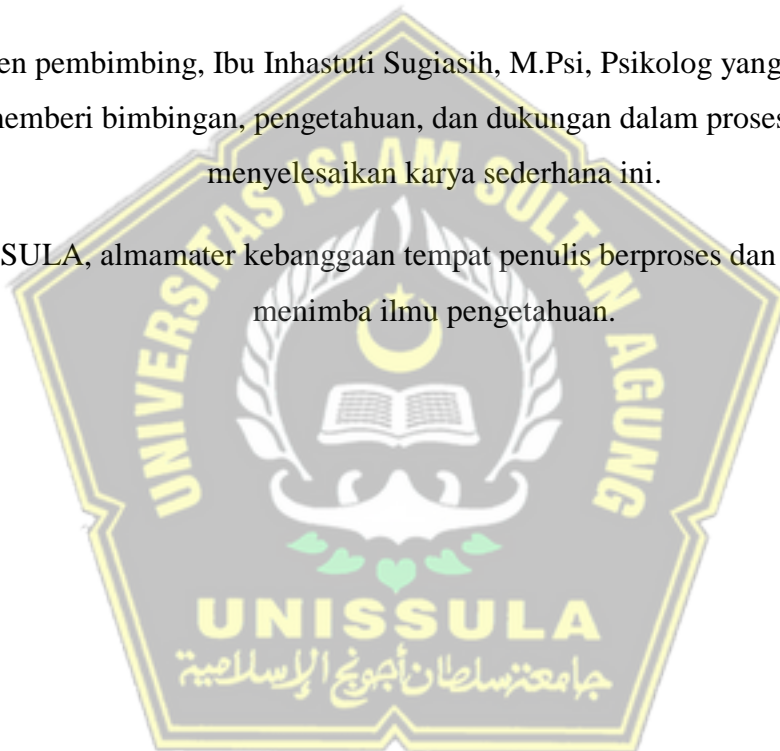 en pembimbing, Ibu Inhastuti Sugiasih, M.Psi, Psikolog yang
memberi bimbingan, pengetahuan, dan dukungan dalam proses
menyelesaikan karya sederhana ini.
SULA, almamater kebanggaan tempat penulis berproses dan
menimba ilmu pengetahuan.
UNIVERSITAS ISLAM SULTAN AGUNG
UNISSULA
جامعة سلطان أجونج الإسلامية